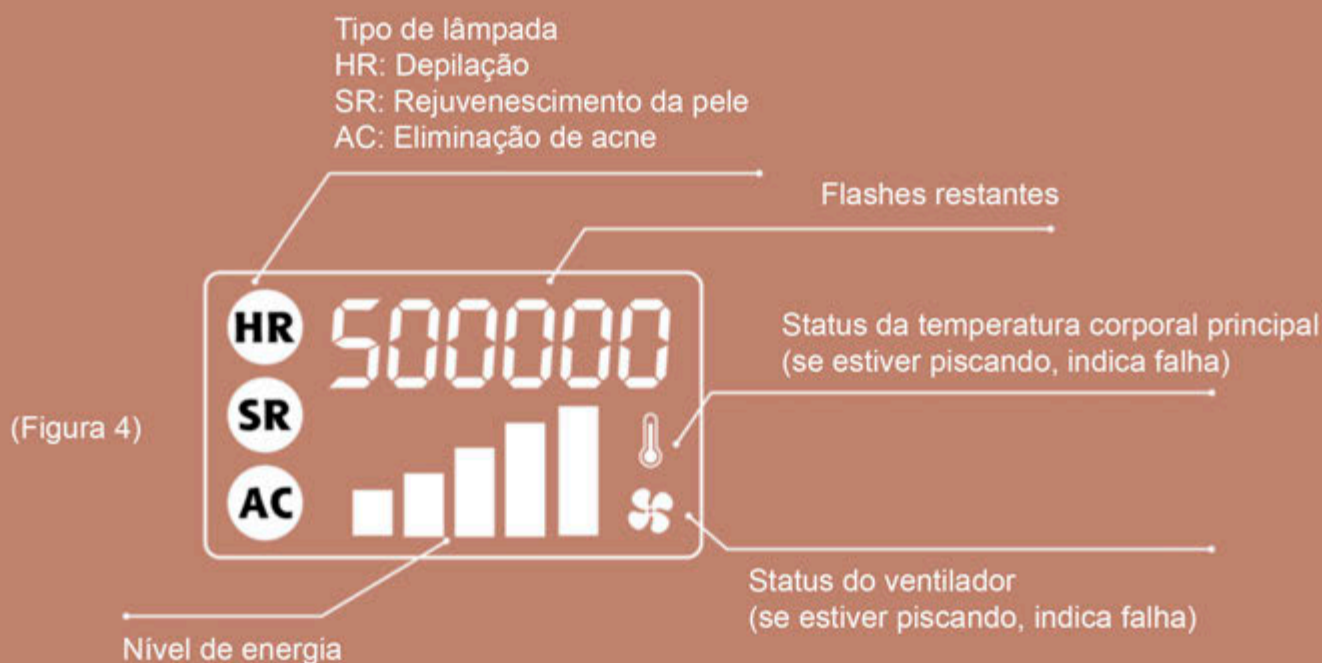 Tipo de lâmpada
HR: Depilação
SR: Rejuvenescimento da pele
AC: Eliminação de acne
Flashes restantes
HR
500000
Status da temperatura corporal principal
(se estiver piscando, indica falha)
SR
(Figura 4)
AC
Status do ventilador
(se estiver piscando, indica falha)
Nível de energia